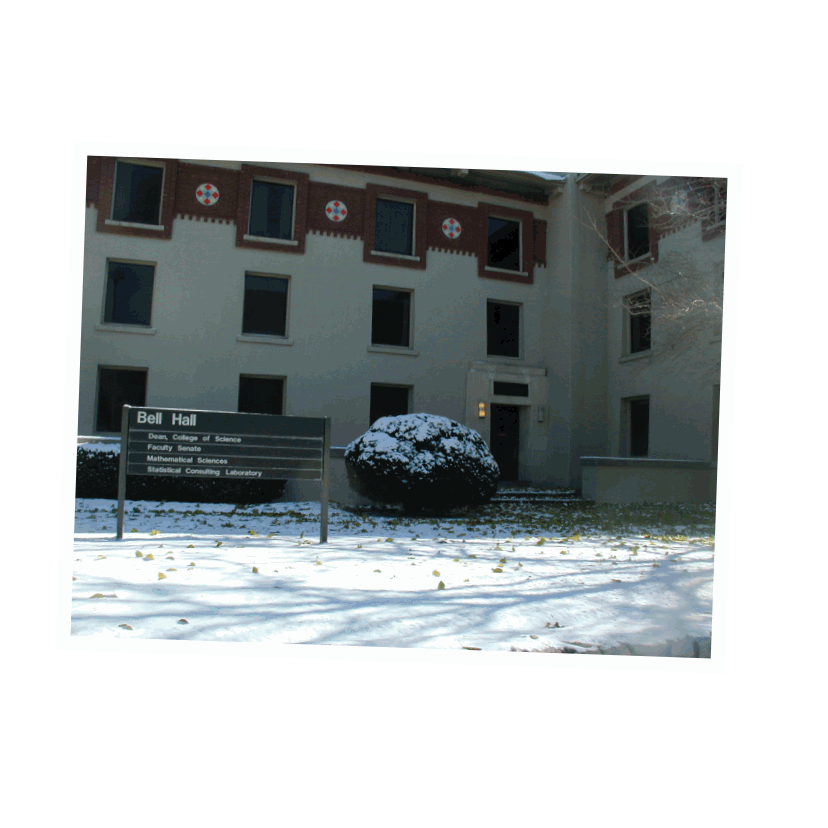 Bell Hall
Dean, College of Science
Faculty Senate
Mathematical Sciences
Statistical Consulting Laboratory